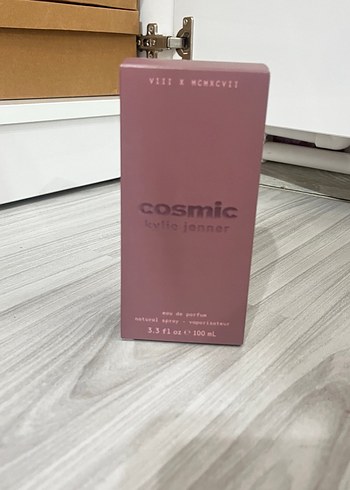 VIII X MCMXCVII
cosmic
kylie jenner
eau de parfum
natural spray - vaporisateur
3.3 fl oz ℮ 100 mL